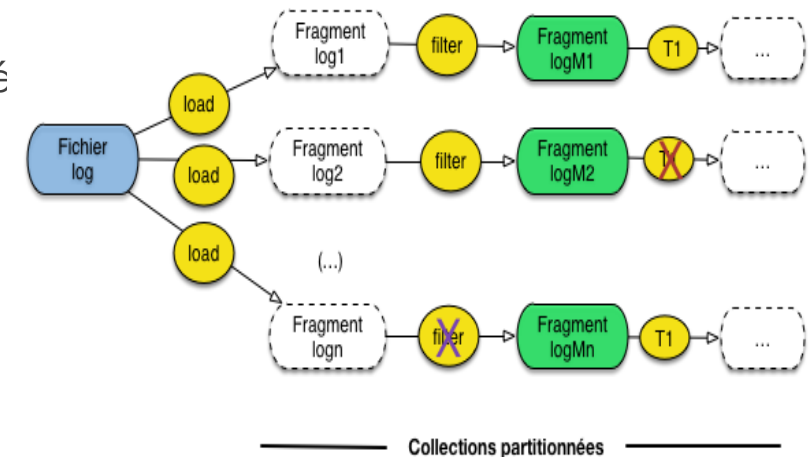 é
Fichier
log
load
load
load
Fragment
log1
filter
Fragment
logM1
T1
...
Fragment
log2
filter
Fragment
logM2
...
(...)
Fragment
logn
filter
Fragment
logMn
T1
...
Collections partitionnées